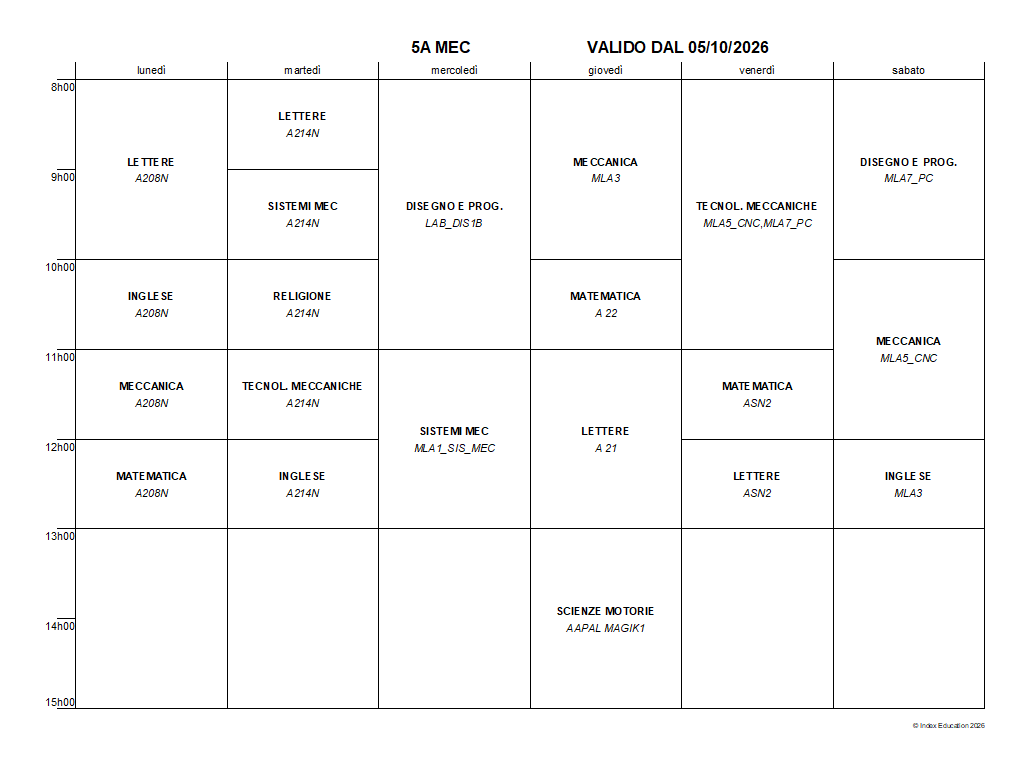 5A MEC VALIDO DAL 05/10/2026
lunedì martedì mercoledì giovedì venerdì sabato
8h00
LETTERE
A214N
LETTERE
A208N
MECCANICA
MLA3
DISEGNO E PROG.
MLA7_PC
9h00
SISTEMI MEC
A214N
DISEGNO E PROG.
LAB_DIS1B
TECNOL. MECCANICHE
MLA5_CNC,MLA7_PC
10h00
INGLESE
A208N
RELIGIONE
A214N
MATEMATICA
A 22
MECCANICA
MLA5_CNC
11h00
MECCANICA
A208N
TECNOL. MECCANICHE
A214N
MATEMATICA
ASN2
SISTEMI MEC
MLA1_SIS_MEC
LETTERE
A 21
12h00
MATEMATICA
A208N
INGLESE
A214N
LETTERE
ASN2
INGLESE
MLA3
13h00
SCIENZE MOTORIE
AAPAL MAGIK1
14h00
15h00
© Index Education 2026